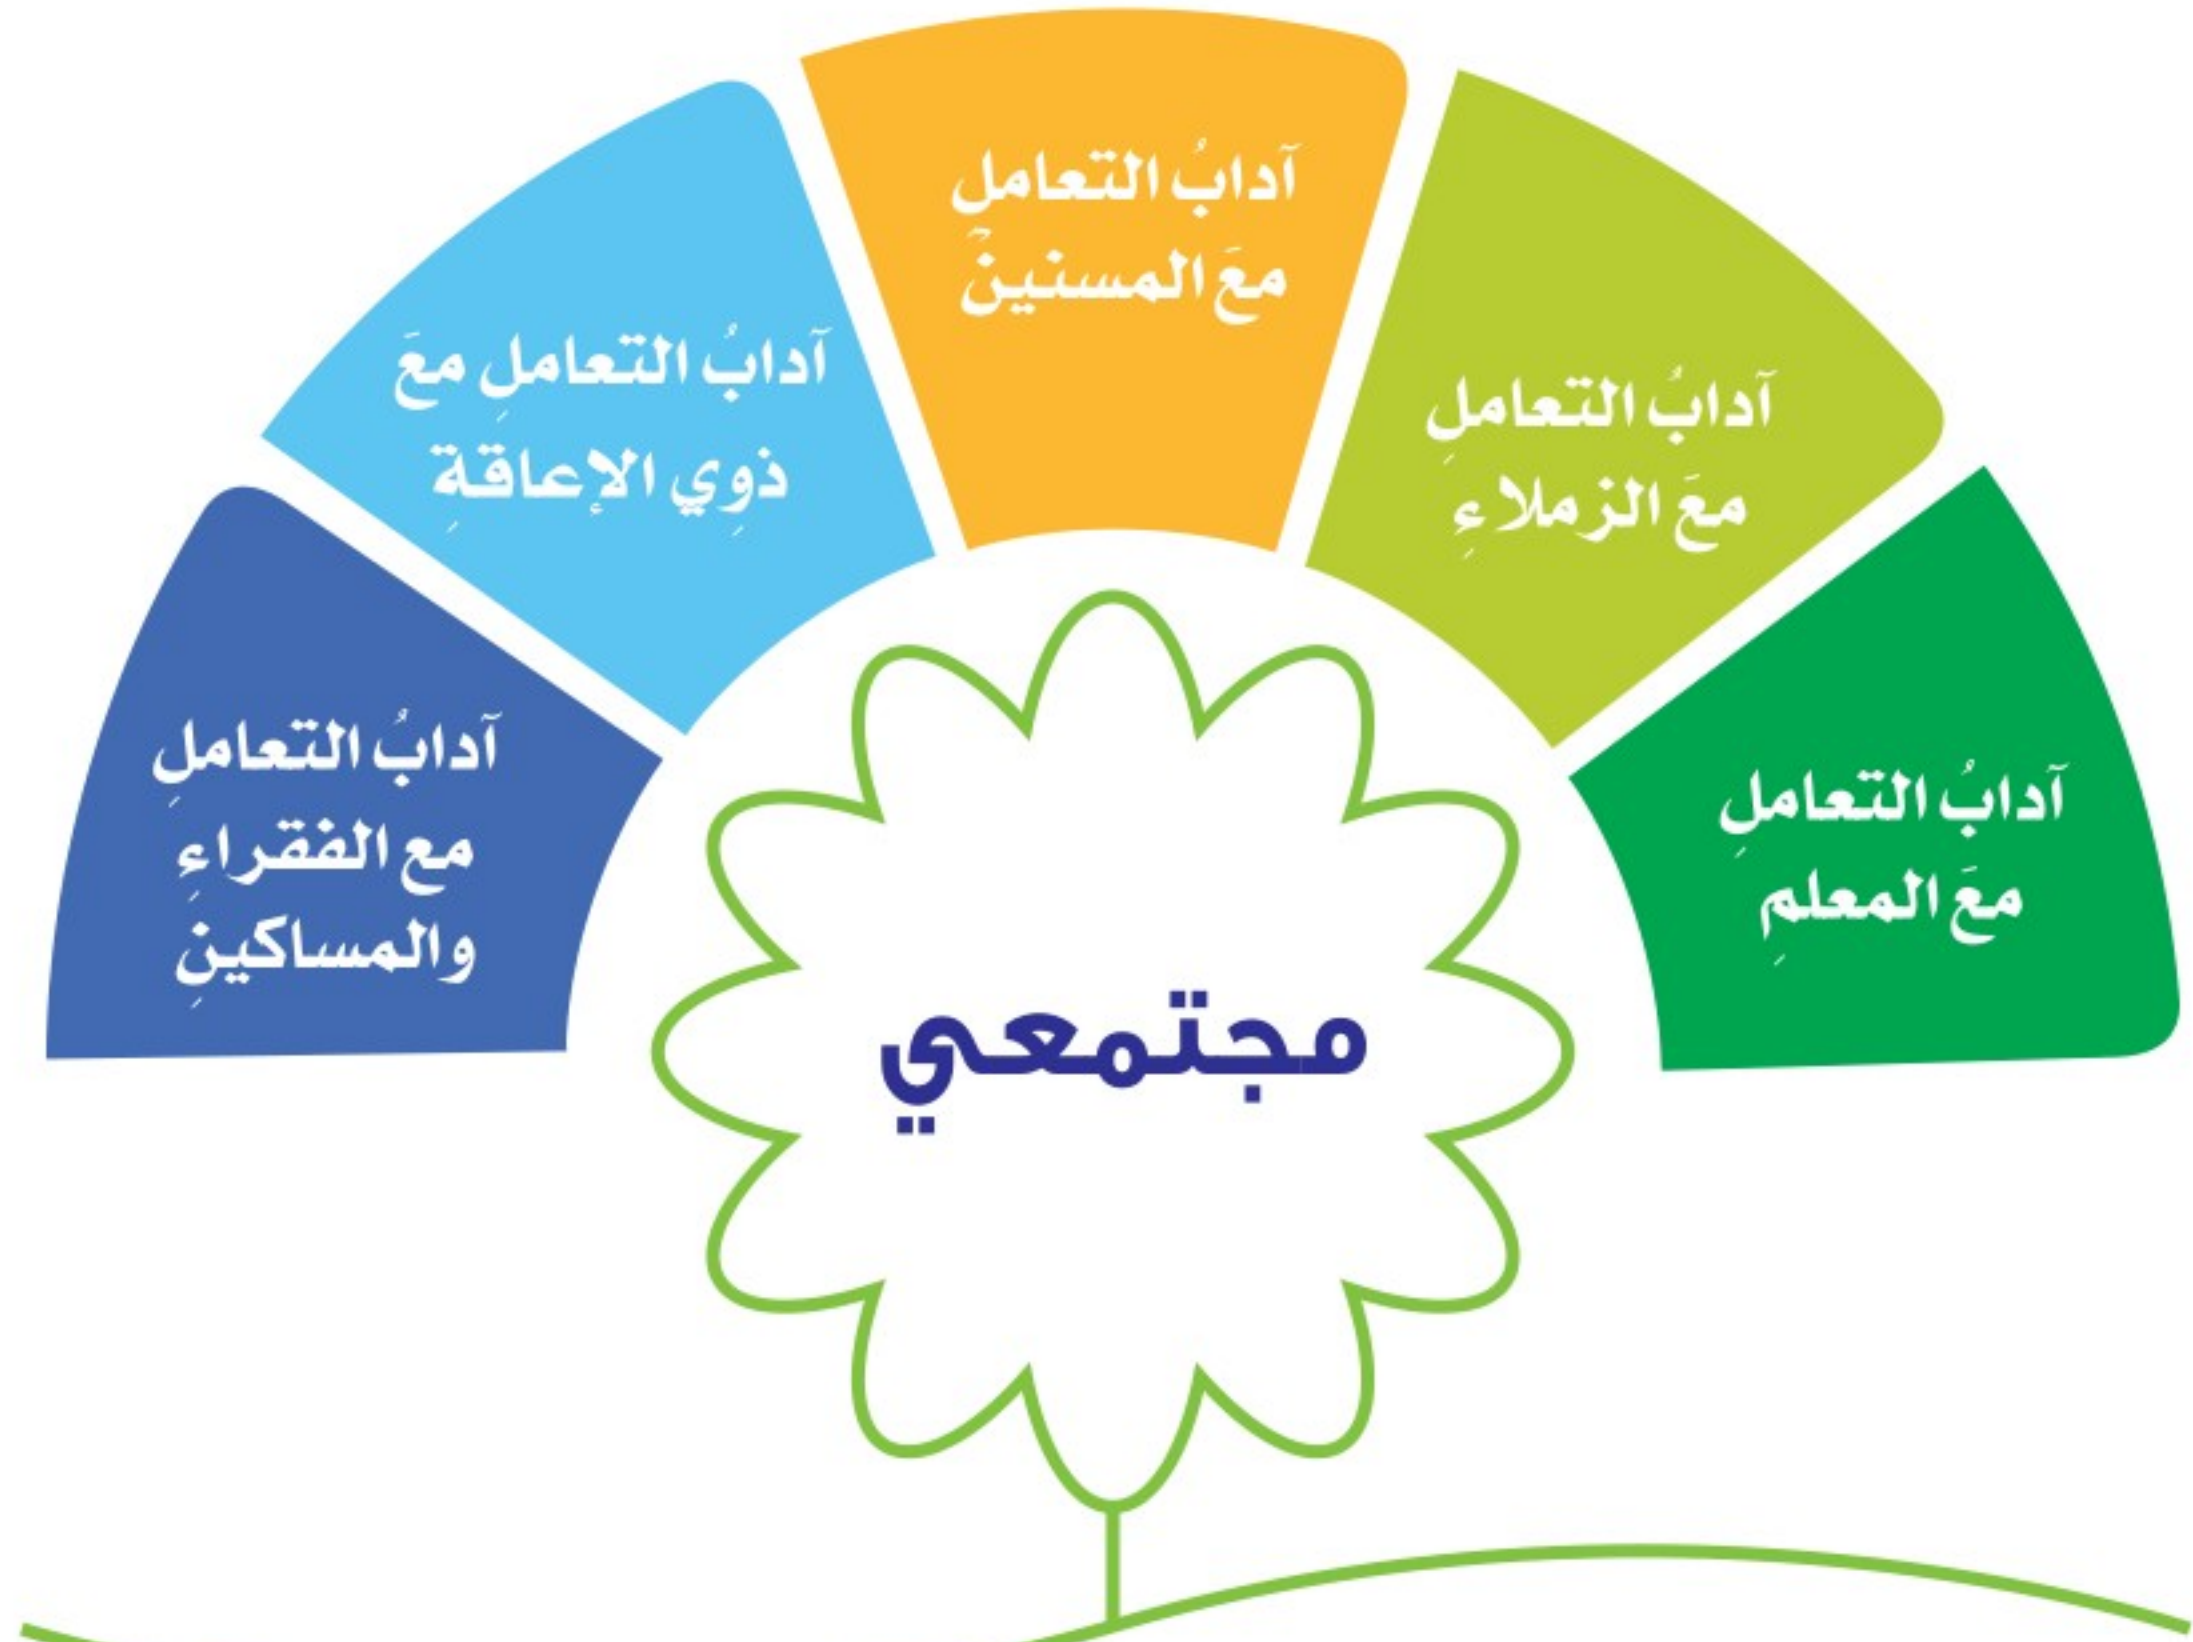 آدابُ التعاملِ
معَ المعلمِ
آدابُ التعاملِ
معَ الزملاءِ
آدابُ التعاملِ
معَ المسنينَ
آدابُ التعاملِ معَ
ذوِي الإعاقةِ
آدابُ التعاملِ
مع الفقراءِ
والمساكينِ
مجتمعي